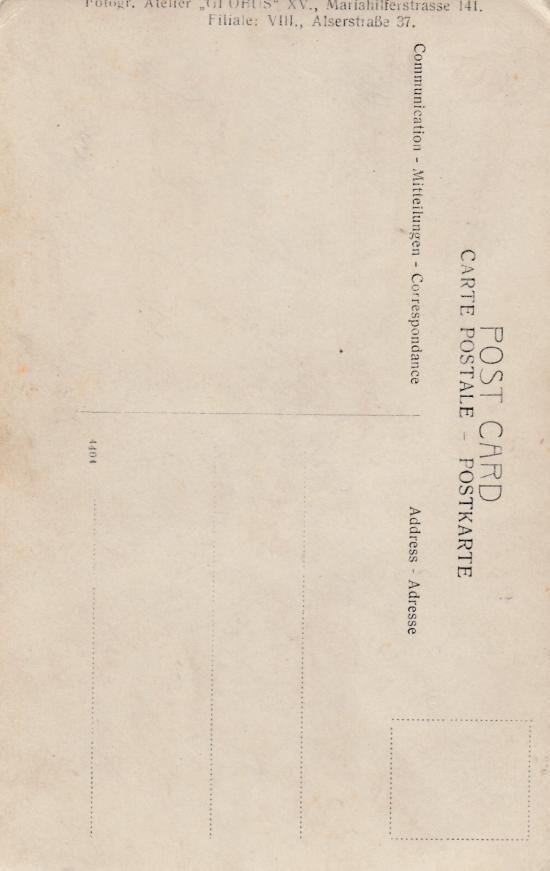 Fotogr. Atelier „GLOBUS“ XV., Mariahilferstrasse 141.
Filiale: VIII., Alserstraße 37.
POST CARD
CARTE POSTALE - POSTKARTE
Communication - Mitteilungen - Correspondance
Address - Adresse
4404